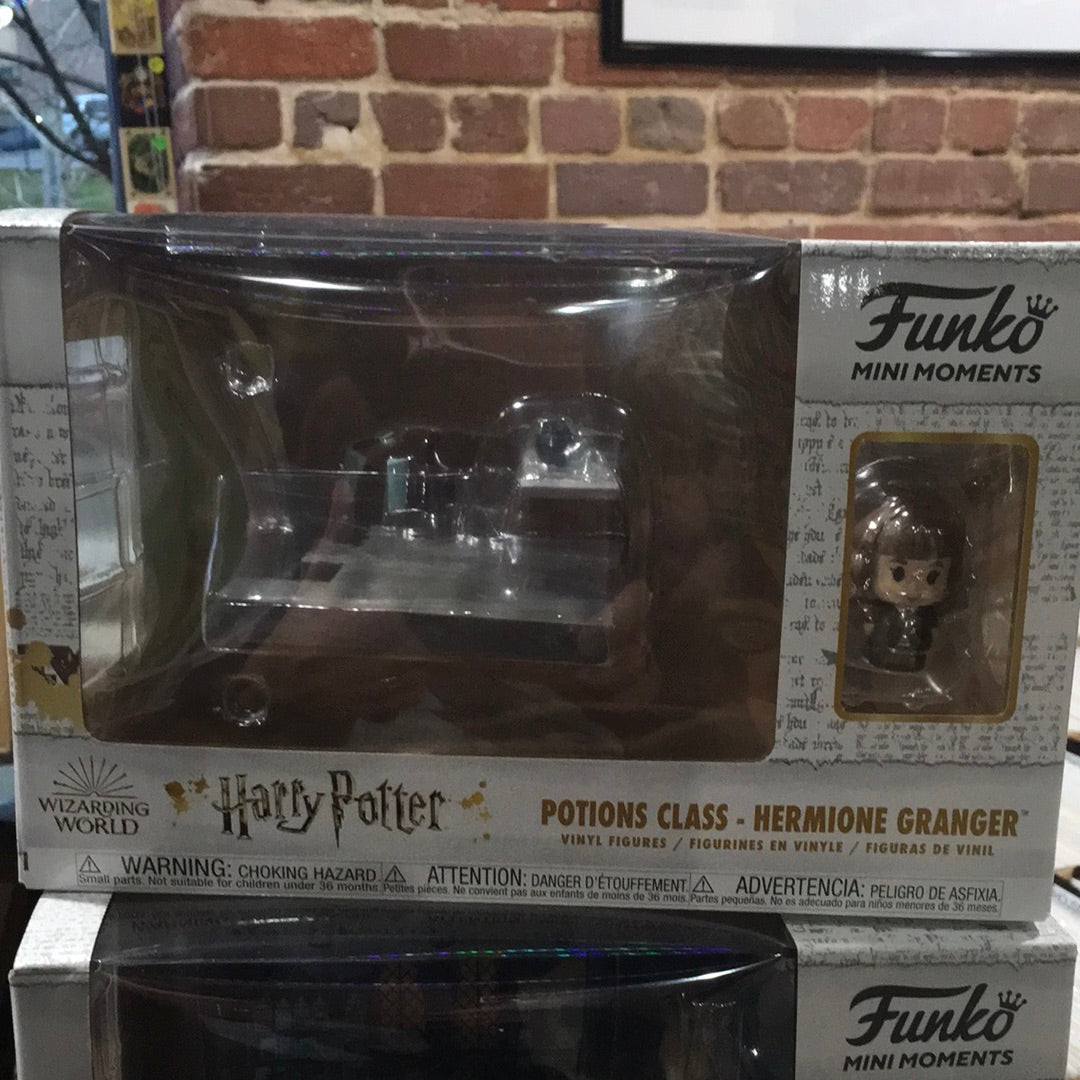 Funko
MINI MOMENTS
WIZARDING
WORLD
Harry Potter
POTIONS CLASS - HERMIONE GRANGER™
VINYL FIGURES / FIGURINES EN VINYLE / FIGURAS DE VINIL
WARNING: CHOKING HAZARD
Small parts. Not suitable for children under 36 months.
ATTENTION: DANGER D'ÉTOUFFEMENT.
Petites pièces. Ne convient pas aux enfants de moins de 36 mois.
ADVERTENCIA: PELIGRO DE ASFIXIA.
Partes pequeñas. No es adecuado para niños menores de 36 meses.
Funko
MINI MOMENTS